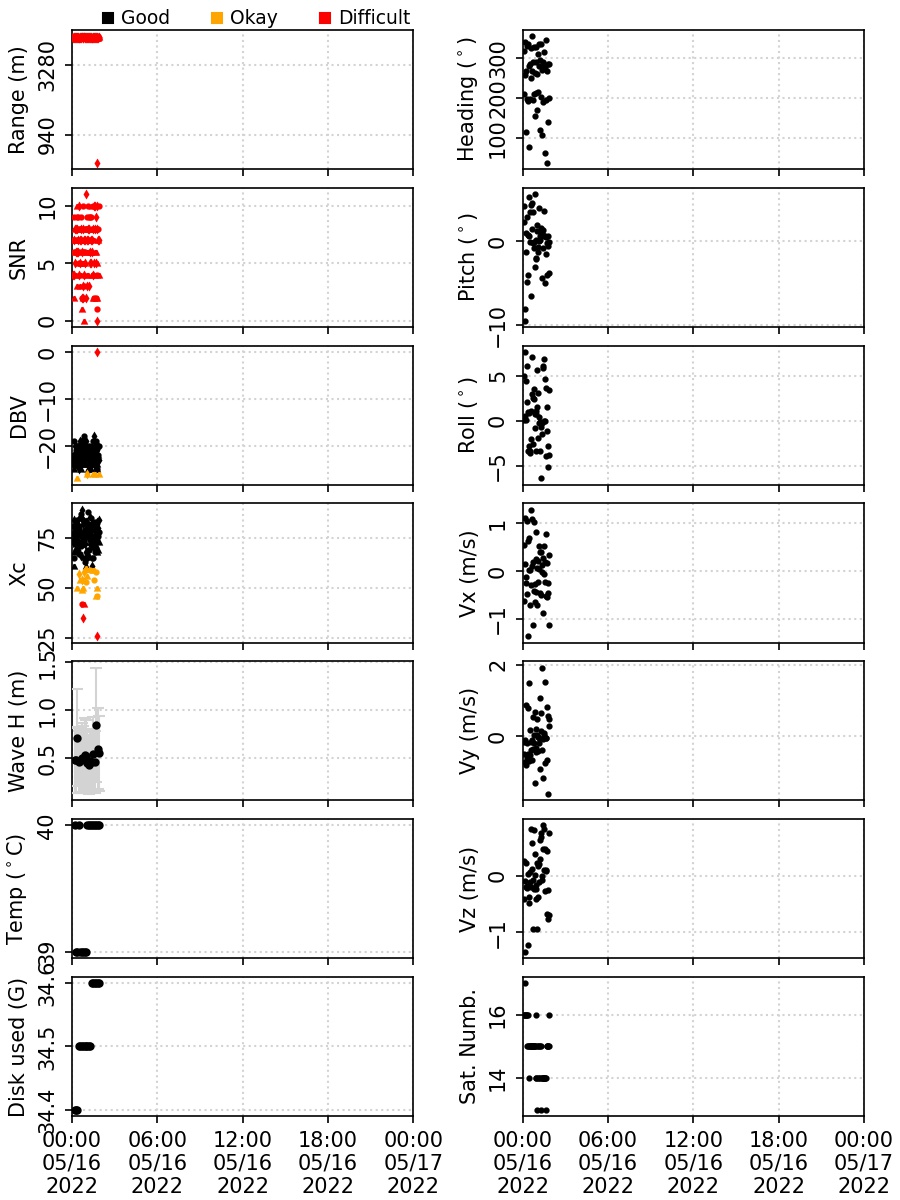 Good Okay Difficult
Range (m)
3280
940
SNR
10
5
0
DBV
0
−10
−20
Xc
75
50
25
Wave H (m)
1.5
1.0
0.5
Temp (°C)
40
39
Disk used (G)
34.6
34.5
34.4
00:00 06:00 12:00 18:00 00:00
05/16 05/16 05/16 05/16 05/17
2022 2022 2022 2022 2022
Heading (°)
300
200
100
Pitch (°)
0
−10
Roll (°)
5
0
−5
Vx (m/s)
1
0
−1
Vy (m/s)
2
0
Vz (m/s)
0
−1
Sat. Numb.
16
14
00:00 06:00 12:00 18:00 00:00
05/16 05/16 05/16 05/16 05/17
2022 2022 2022 2022 2022